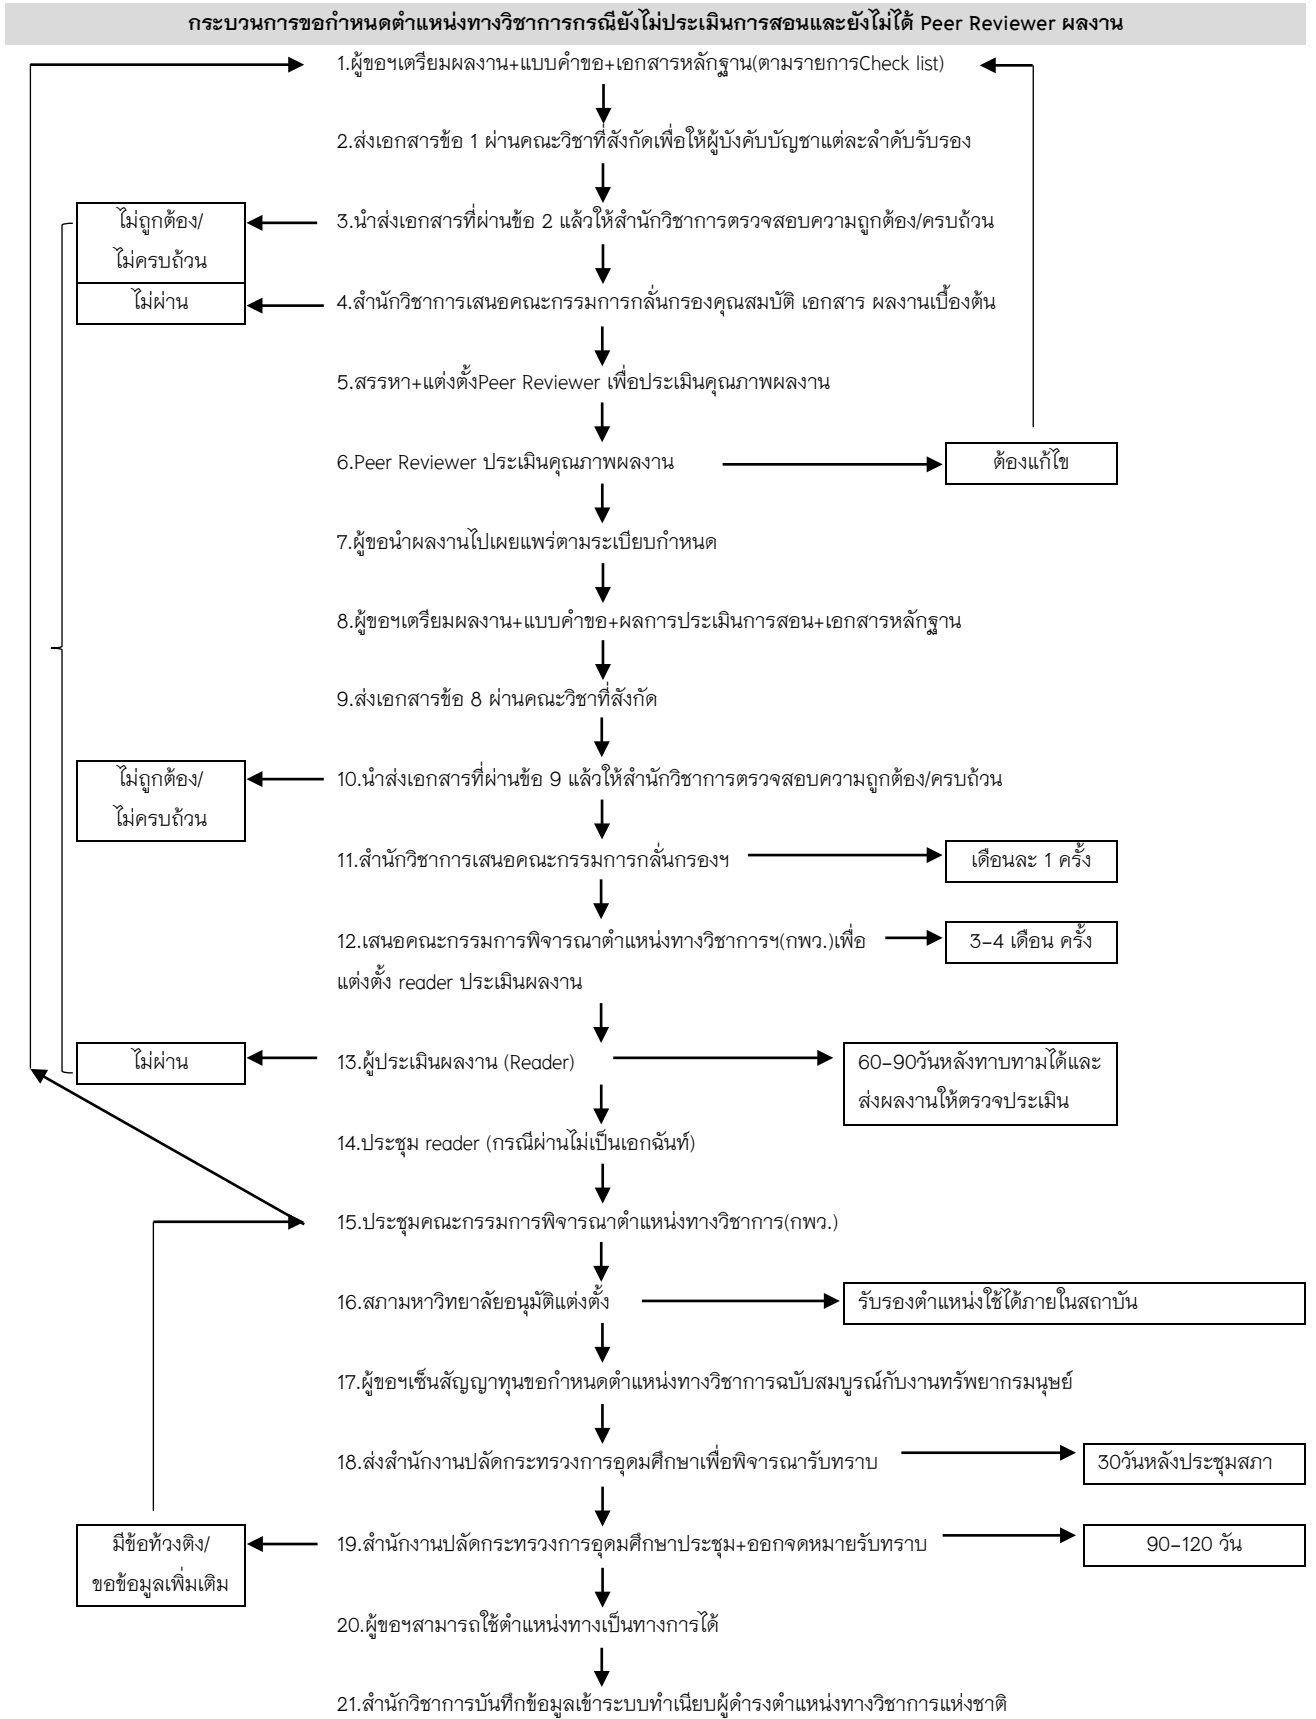 กระบวนการขอกำหนดตำแหน่งทางวิชาการกรณียังไม่ประเมินการสอนและยังไม่ได้ Peer Reviewer ผลงาน
1.ผู้ขอฯเตรียมผลงาน+แบบคำขอ+เอกสารหลักฐาน(ตามรายการCheck list)
2.ส่งเอกสารข้อ 1 ผ่านคณะวิชาที่สังกัดเพื่อให้ผู้บังคับบัญชาแต่ละลำดับรับรอง
ไม่ถูกต้อง/
ไม่ครบถ้วน
3.นำส่งเอกสารที่ผ่านข้อ 2 แล้วให้สำนักวิชาการตรวจสอบความถูกต้อง/ครบถ้วน
ไม่ผ่าน
4.สำนักวิชาการเสนอคณะกรรมการกลั่นกรองคุณสมบัติ เอกสาร ผลงานเบื้องต้น
5.สรรหา+แต่งตั้งPeer Reviewer เพื่อประเมินคุณภาพผลงาน
6.Peer Reviewer ประเมินคุณภาพผลงาน
ต้องแก้ไข
7.ผู้ขอนำผลงานไปเผยแพร่ตามระเบียบกำหนด
8.ผู้ขอฯเตรียมผลงาน+แบบคำขอ+ผลการประเมินการสอน+เอกสารหลักฐาน
9.ส่งเอกสารข้อ 8 ผ่านคณะวิชาที่สังกัด
ไม่ถูกต้อง/
ไม่ครบถ้วน
10.นำส่งเอกสารที่ผ่านข้อ 9 แล้วให้สำนักวิชาการตรวจสอบความถูกต้อง/ครบถ้วน
11.สำนักวิชาการเสนอคณะกรรมการกลั่นกรองฯ
เดือนละ 1 ครั้ง
12.เสนอคณะกรรมการพิจารณาตำแหน่งทางวิชาการฯ(กพว.)เพื่อ
แต่งตั้ง reader ประเมินผลงาน
3-4 เดือน ครั้ง
ไม่ผ่าน
13.ผู้ประเมินผลงาน (Reader)
60-90วันหลังทาบทามได้และ
ส่งผลงานให้ตรวจประเมิน
14.ประชุม reader (กรณีผ่านไม่เป็นเอกฉันท์)
15.ประชุมคณะกรรมการพิจารณาตำแหน่งทางวิชาการ(กพว.)
16.สภามหาวิทยาลัยอนุมัติแต่งตั้ง
รับรองตำแหน่งใช้ได้ภายในสถาบัน
17.ผู้ขอฯเซ็นสัญญาทุนขอกำหนดตำแหน่งทางวิชาการฉบับสมบูรณ์กับงานทรัพยากรมนุษย์
18.ส่งสำนักงานปลัดกระทรวงการอุดมศึกษาเพื่อพิจารณารับทราบ
30วันหลังประชุมสภา
มีข้อท้วงติง/
ขอข้อมูลเพิ่มเติม
19.สำนักงานปลัดกระทรวงการอุดมศึกษาประชุม+ออกจดหมายรับทราบ
90-120 วัน
20.ผู้ขอฯสามารถใช้ตำแหน่งทางเป็นทางการได้
21.สำนักวิชาการบันทึกข้อมูลเข้าระบบทำเนียบผู้ดำรงตำแหน่งทางวิชาการแห่งชาติ